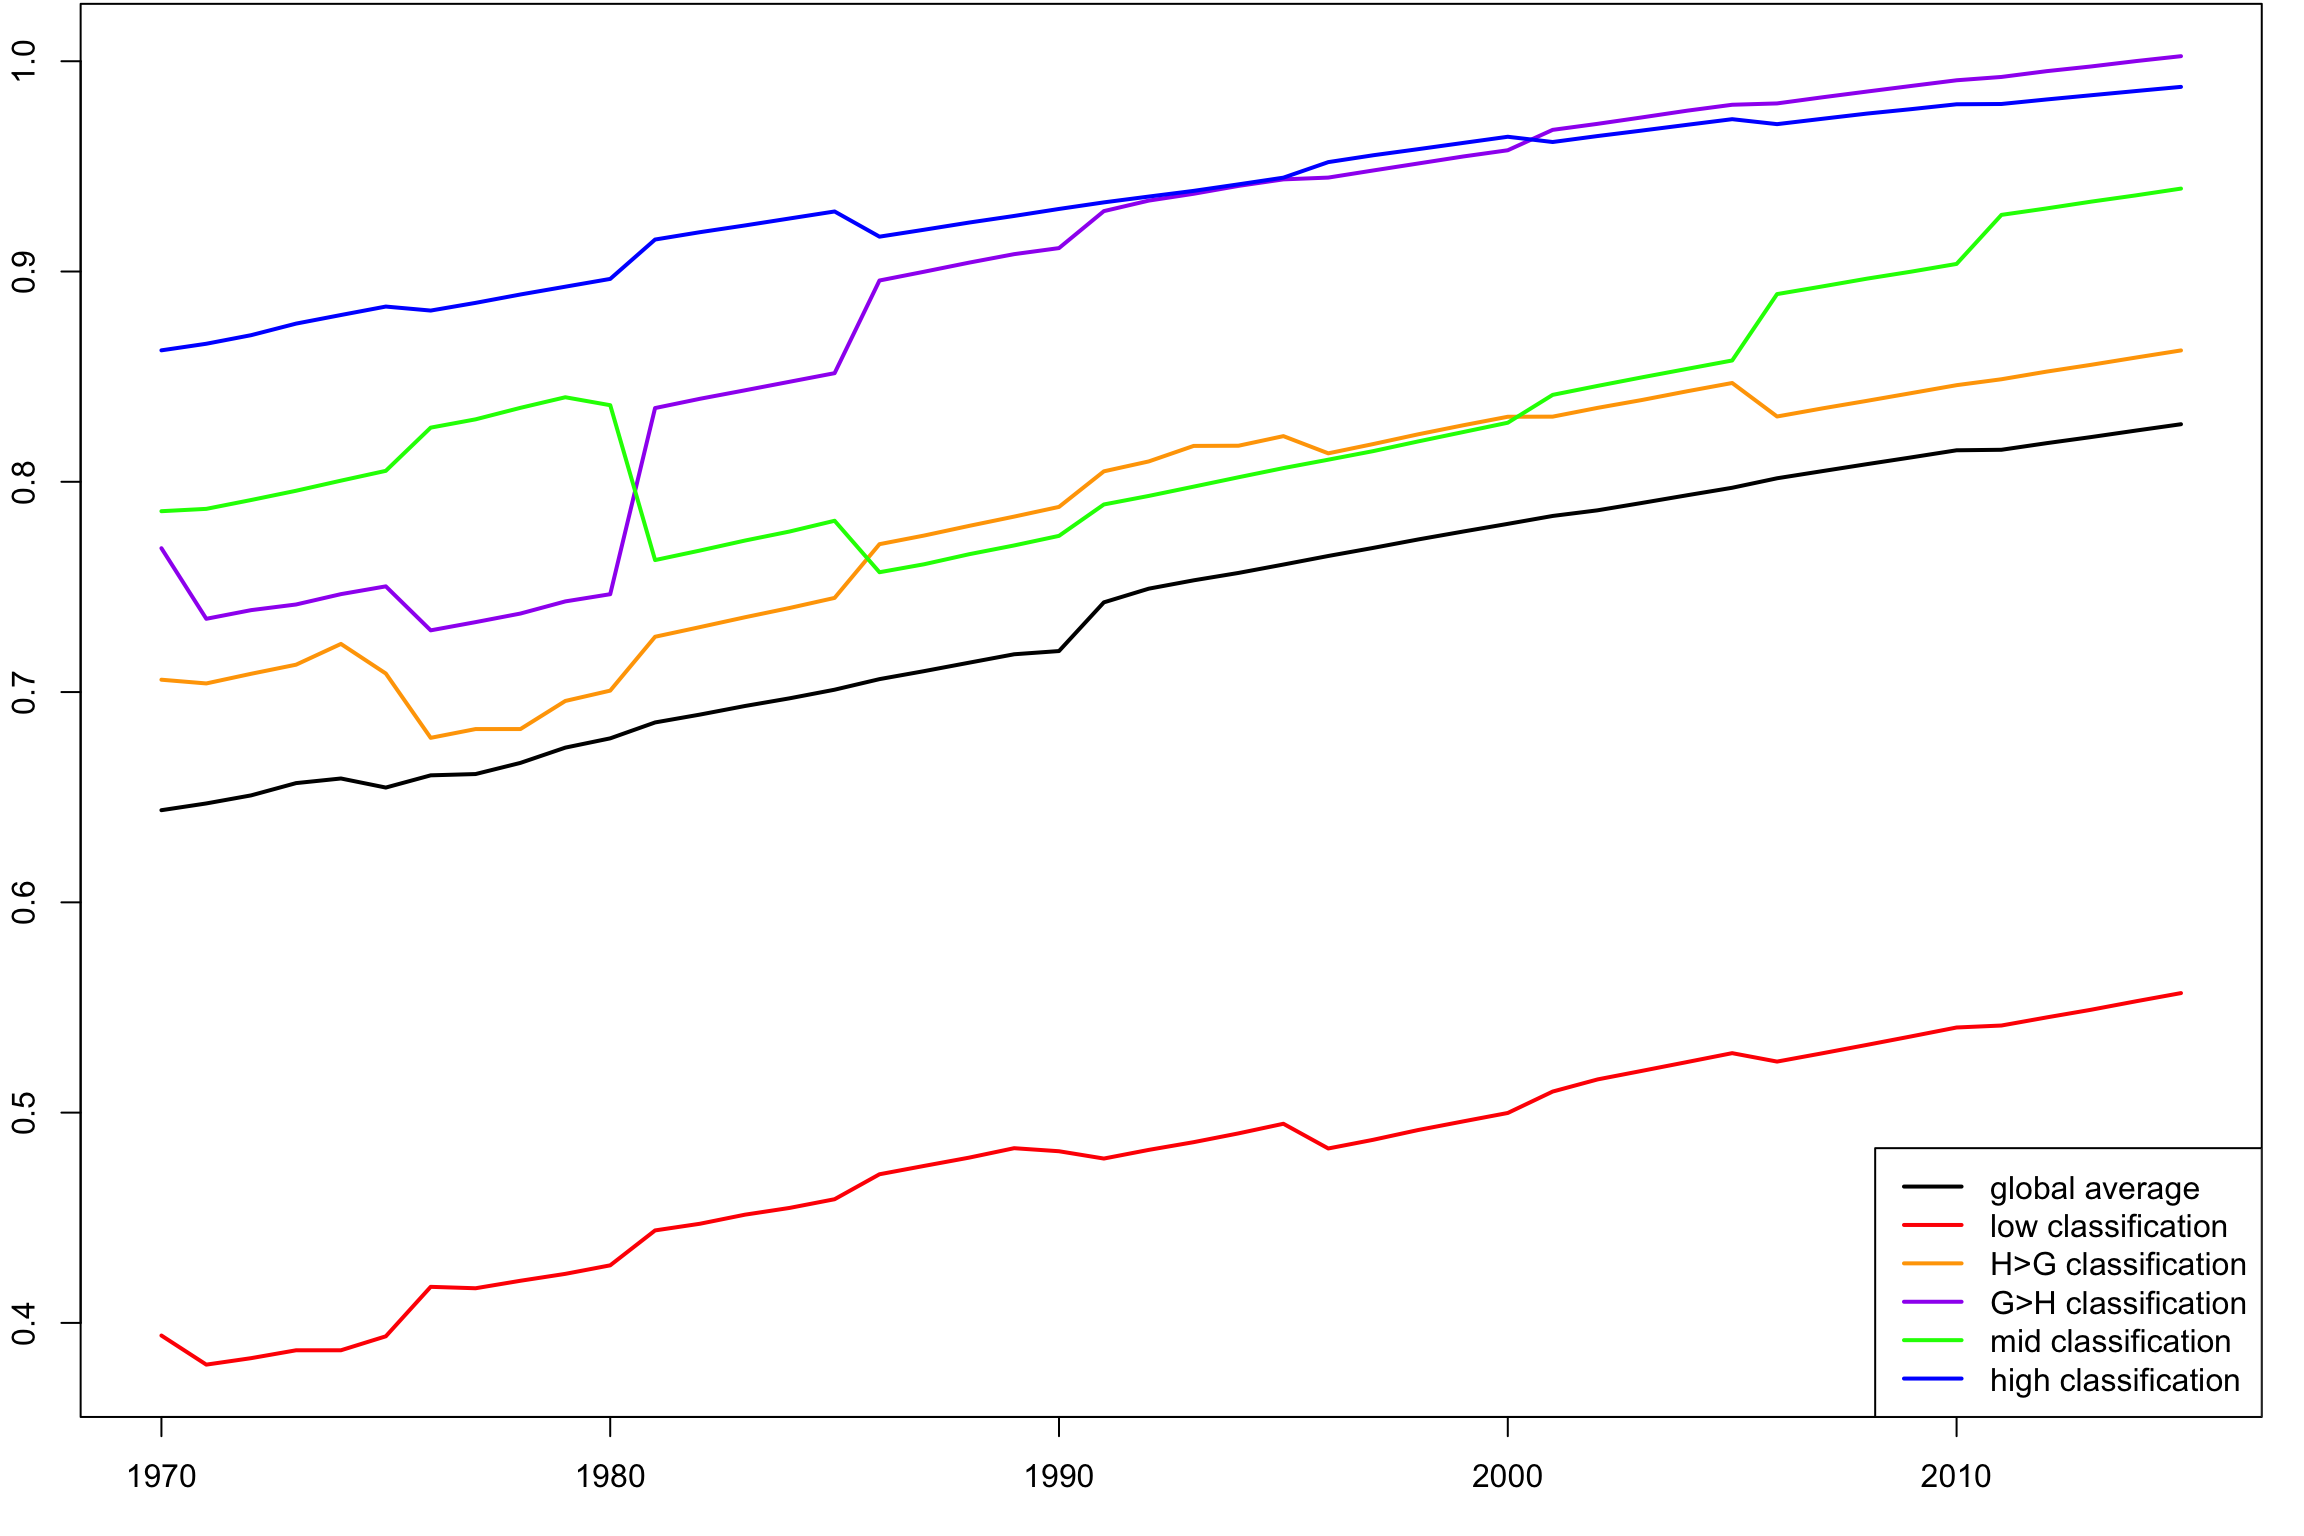 1.0
0.9
0.8
0.7
0.6
0.5
0.4
1970 1980 1990 2000 2010
global average
low classification
H>G classification
G>H classification
mid classification
high classification